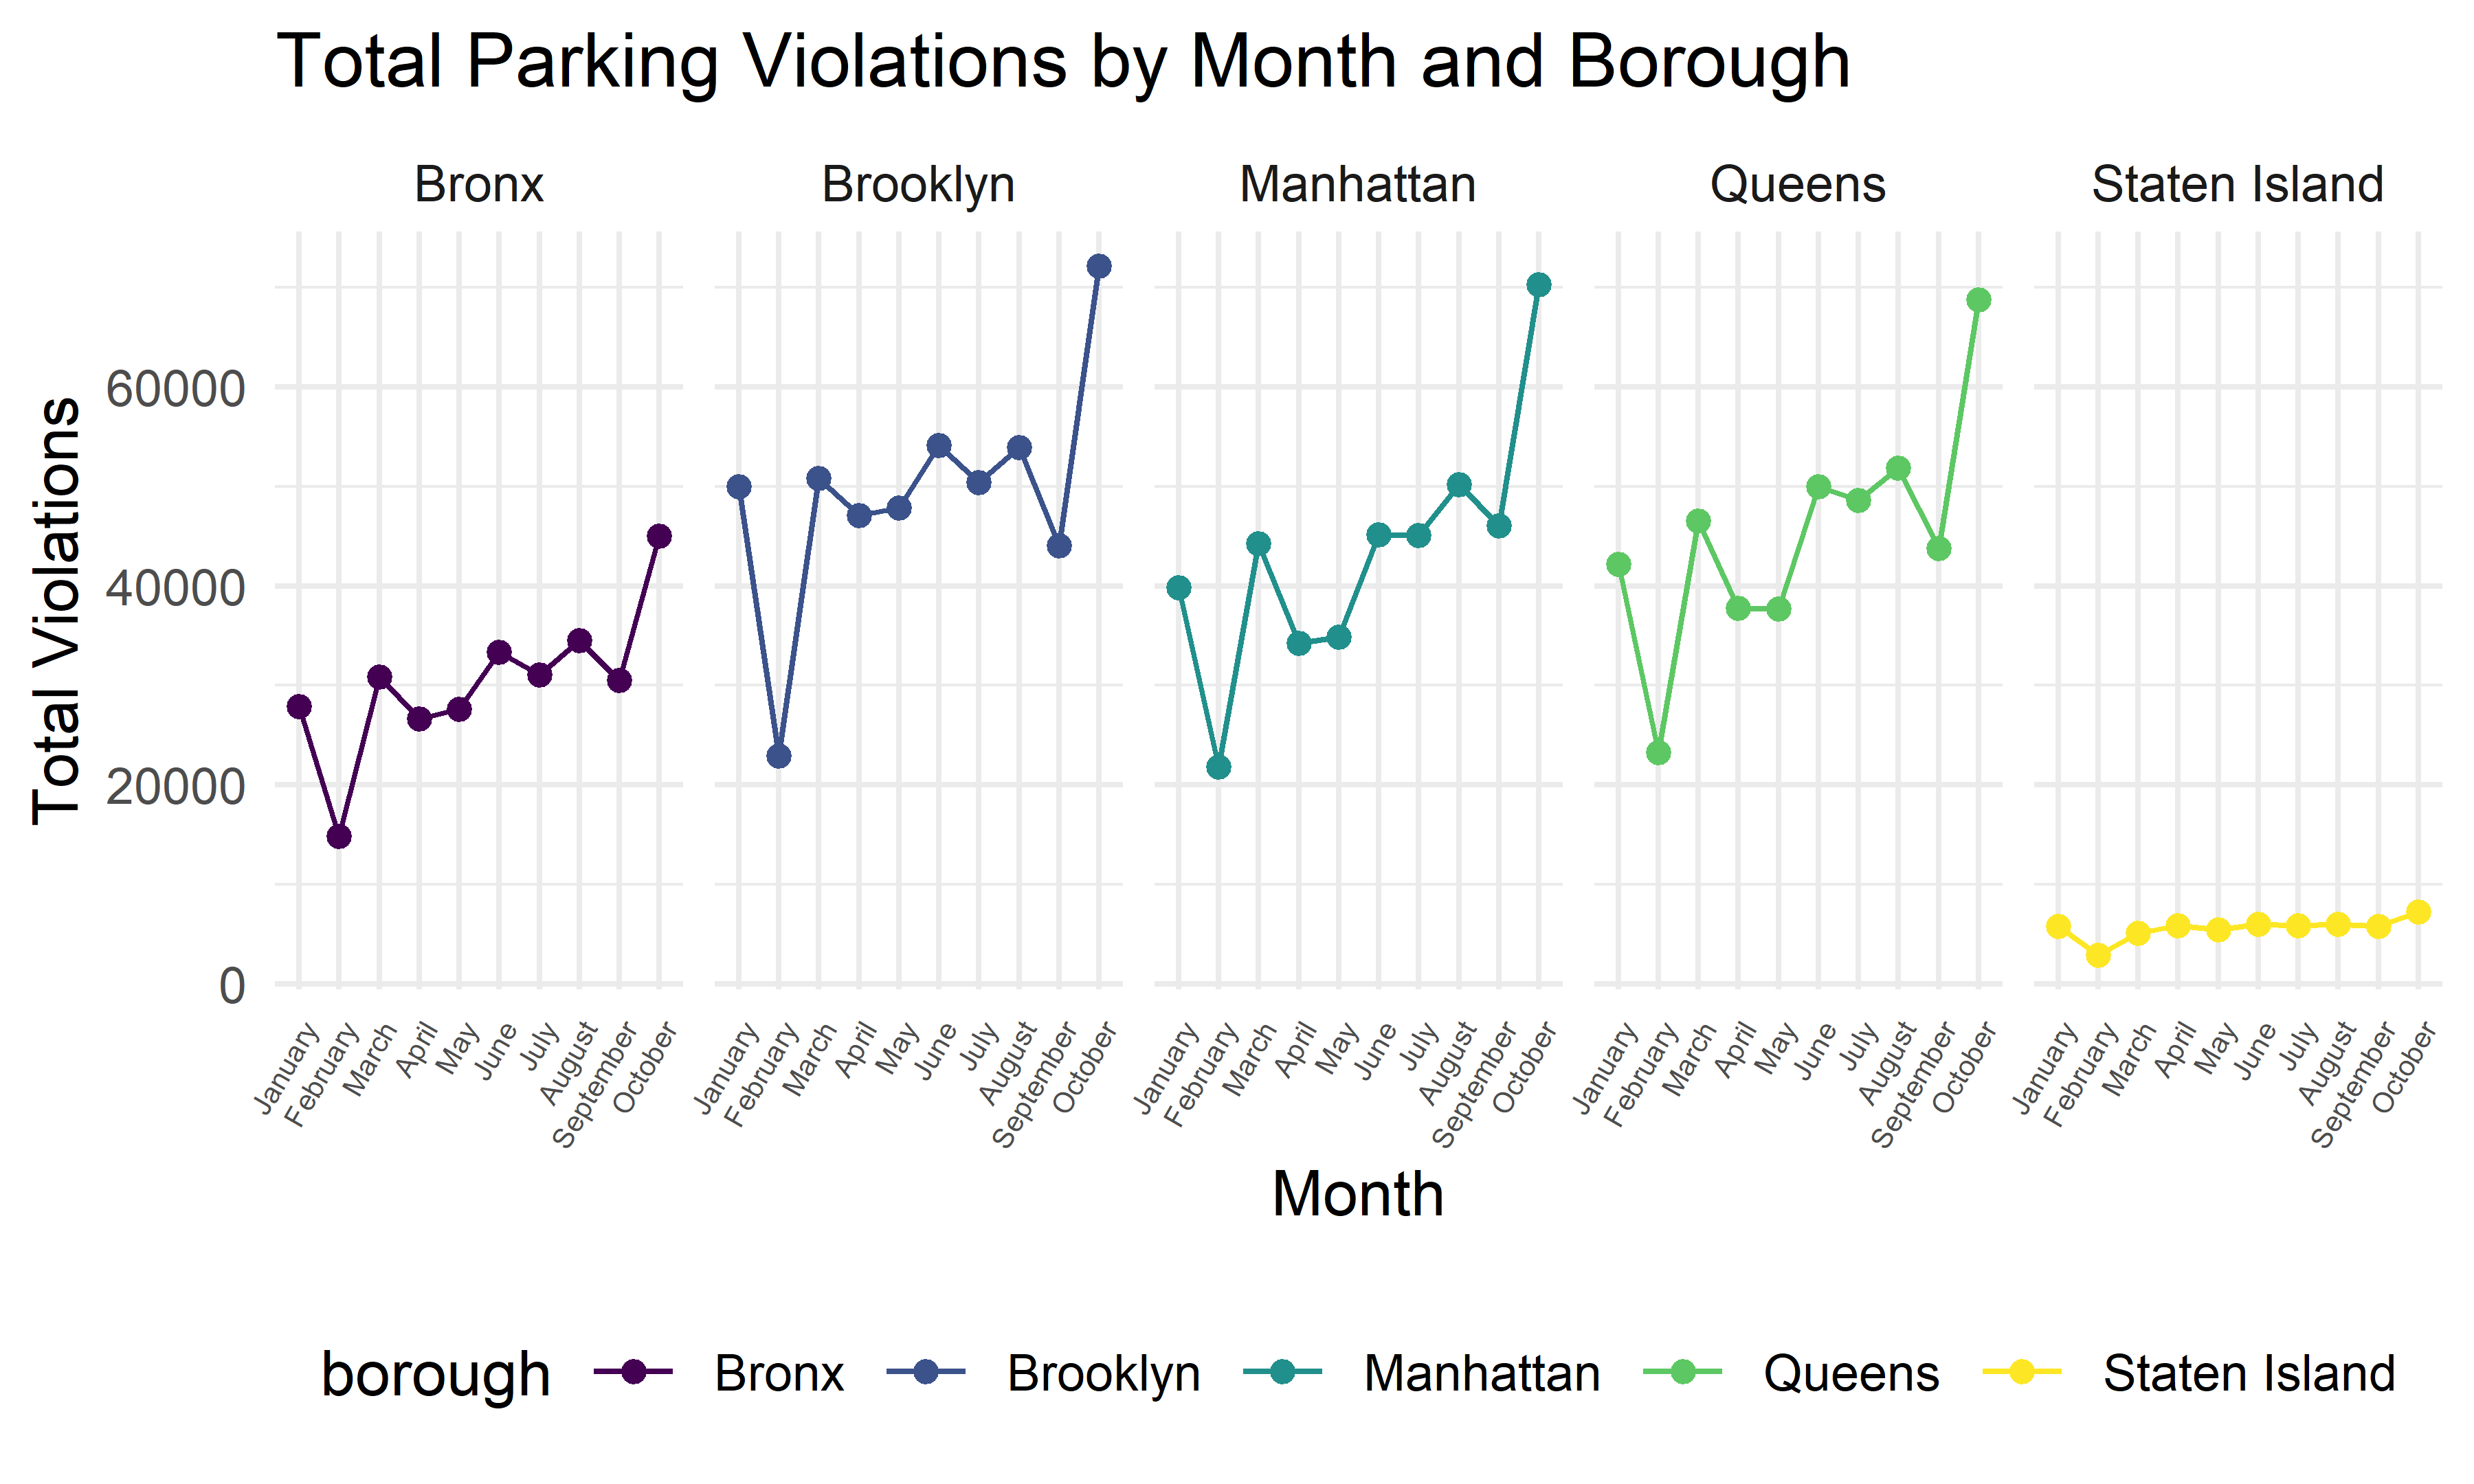 Total Parking Violations by Month and Borough
Bronx Brooklyn Manhattan Queens Staten Island
Total Violations
60000
40000
20000
0
January February March April May June July August September October January February March April May June July August September October January February March April May June July August September October January February March April May June July August September October January February March April May June July August September October
Month
borough Bronx Brooklyn Manhattan Queens Staten Island